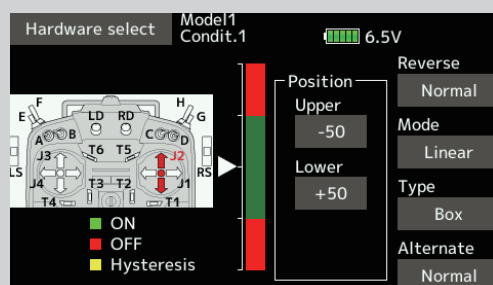 Hardware select
Model1
Condit.1
6.5V
Reverse
Normal
Mode
Linear
Type
Box
Alternate
Normal
Position
Upper
-50
Lower
+50
F
H
E
LD
RD
G
A
B
C
D
J3
T6
T5
J2
LS
RS
J4
T3
T2
J1
T4
T1
ON
OFF
Hysteresis